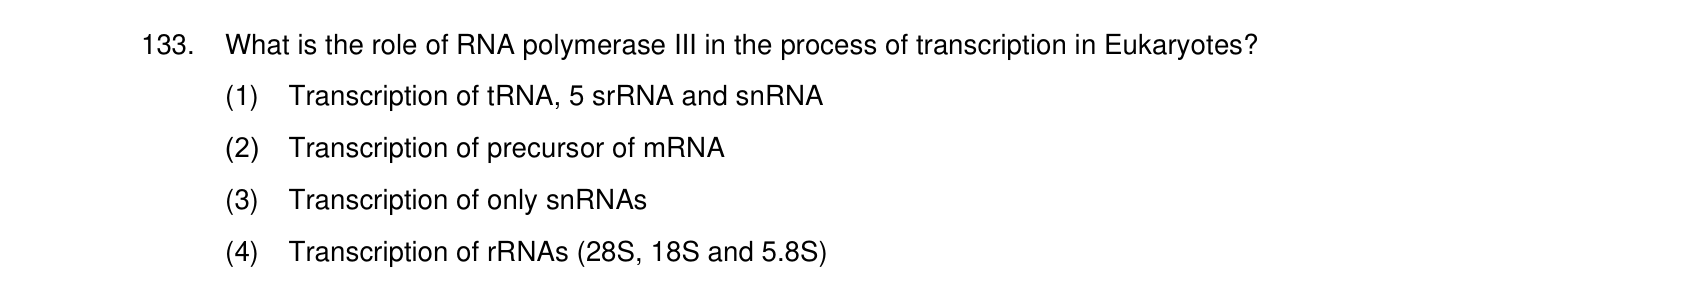 133. What is the role of RNA polymerase III in the process of transcription in Eukaryotes?
(1) Transcription of tRNA, 5 srRNA and snRNA
(2) Transcription of precursor of mRNA
(3) Transcription of only snRNAs
(4) Transcription of rRNAs (28S, 18S and 5.8S)